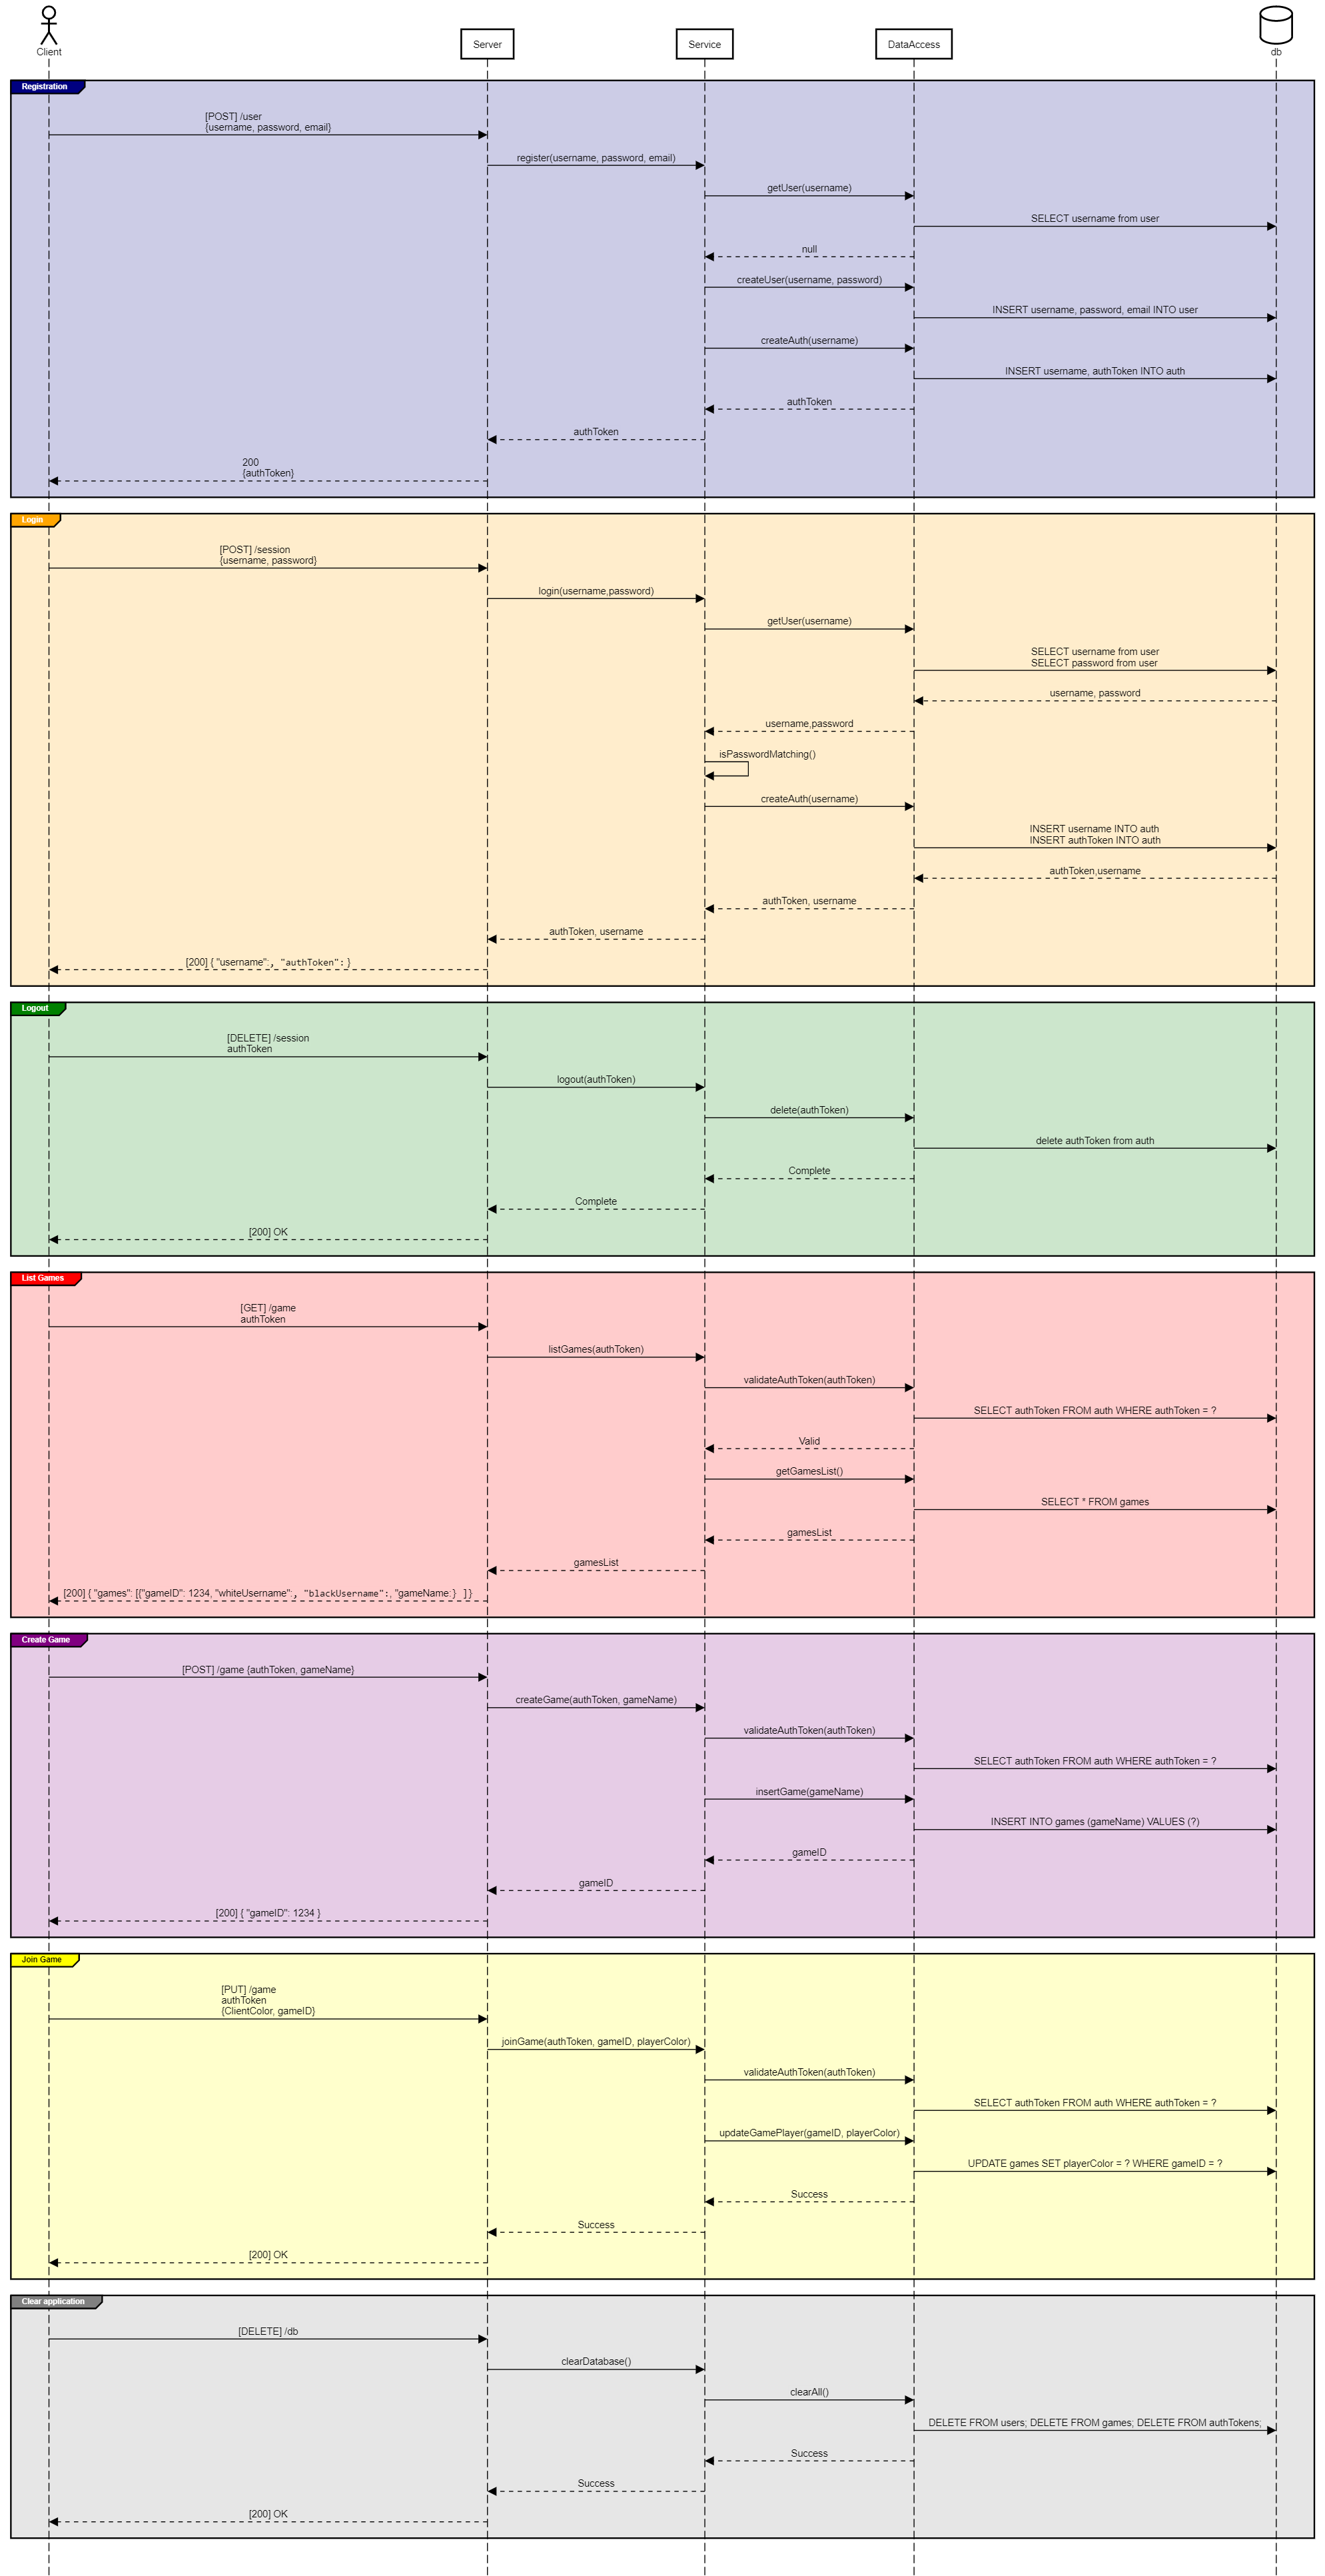 Client
Server
Service
DataAccess
db
Registration
[POST] /user
{username, password, email}
register(username, password, email)
getUser(username)
SELECT username from user
null
createUser(username, password)
INSERT username, password, email INTO user
createAuth(username)
INSERT username, authToken INTO auth
authToken
authToken
200
{authToken}
Login
[POST] /session
{username, password}
login(username,password)
getUser(username)
SELECT username from user
SELECT password from user
username, password
username,password
isPasswordMatching()
createAuth(username)
INSERT username INTO auth
INSERT authToken INTO auth
authToken,username
authToken, username
authToken, username
[200] { "username":, "authToken": }
Logout
[DELETE] /session
authToken
logout(authToken)
delete(authToken)
delete authToken from auth
Complete
Complete
[200] OK
List Games
[GET] /game
authToken
listGames(authToken)
validateAuthToken(authToken)
SELECT authToken FROM auth WHERE authToken = ?
Valid
getGamesList()
SELECT * FROM games
gamesList
gamesList
[200] { "games": [{"gameID": 1234, "whiteUsername":, "blackUsername":, "gameName:} ]}
Create Game
[POST] /game {authToken, gameName}
createGame(authToken, gameName)
validateAuthToken(authToken)
SELECT authToken FROM auth WHERE authToken = ?
insertGame(gameName)
INSERT INTO games (gameName) VALUES (?)
gameID
gameID
[200] { "gameID": 1234 }
Join Game
[PUT] /game
authToken
{ClientColor, gameID}
joinGame(authToken, gameID, playerColor)
validateAuthToken(authToken)
SELECT authToken FROM auth WHERE authToken = ?
updateGamePlayer(gameID, playerColor)
UPDATE games SET playerColor = ? WHERE gameID = ?
Success
Success
[200] OK
Clear application
[DELETE] /db
clearDatabase()
clearAll()
DELETE FROM users; DELETE FROM games; DELETE FROM authTokens;
Success
Success
[200] OK